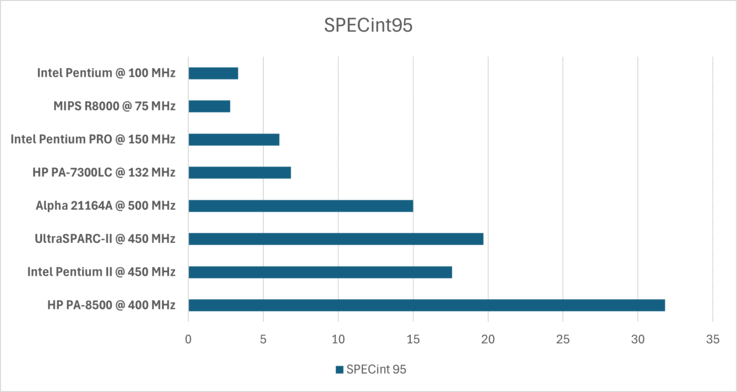 SPECint95
Intel Pentium @ 100 MHz
MIPS R8000 @ 75 MHz
Intel Pentium PRO @ 150 MHz
HP PA-7300LC @ 132 MHz
Alpha 21164A @ 500 MHz
UltraSPARC-II @ 450 MHz
Intel Pentium II @ 450 MHz
HP PA-8500 @ 400 MHz
0 5 10 15 20 25 30 35
SPECint 95